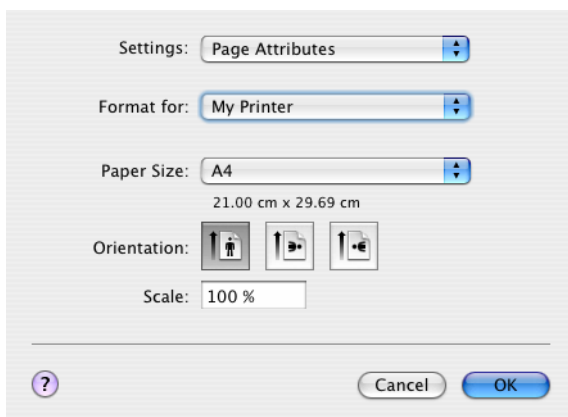 Settings: Page Attributes
Format for: My Printer
Paper Size: A4
21.00 cm x 29.69 cm
Orientation:
Scale: 100 %
? Cancel OK